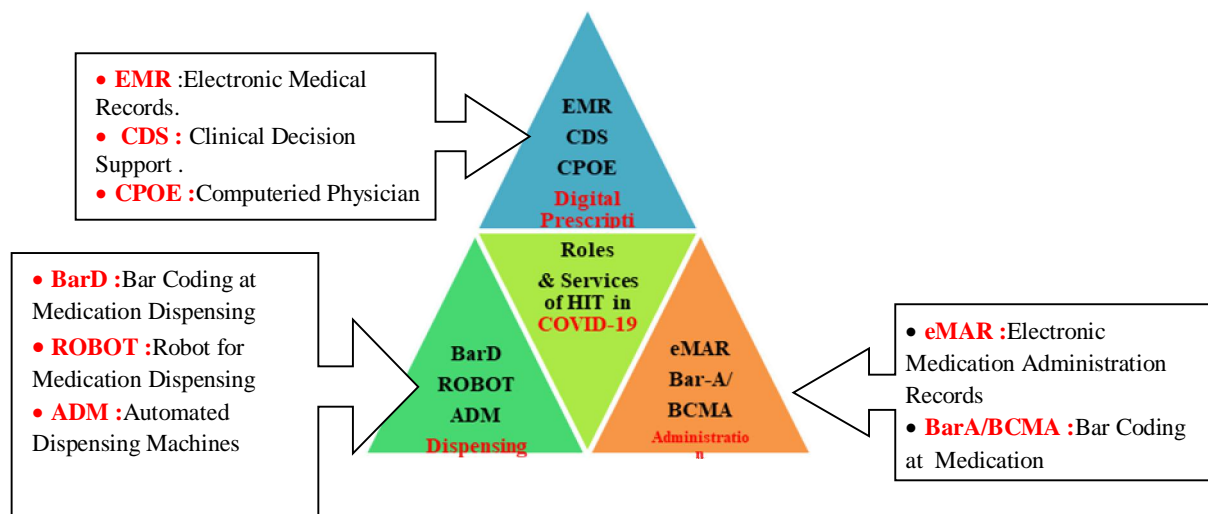 • EMR :Electronic Medical
Records.
• CDS : Clinical Decision
Support .
• CPOE :Computeried Physician
EMR
CDS
CPOE
Digital
Prescripti
• BarD :Bar Coding at
Medication Dispensing
• ROBOT :Robot for
Medication Dispensing
• ADM :Automated
Dispensing Machines
Roles
& Services
of HIT in
COVID-19
BarD
ROBOT
ADM
Dispensing
eMAR
Bar-A/
BCMA
Administratio
n
• eMAR :Electronic
Medication Administration
Records
• BarA/BCMA :Bar Coding
at Medication